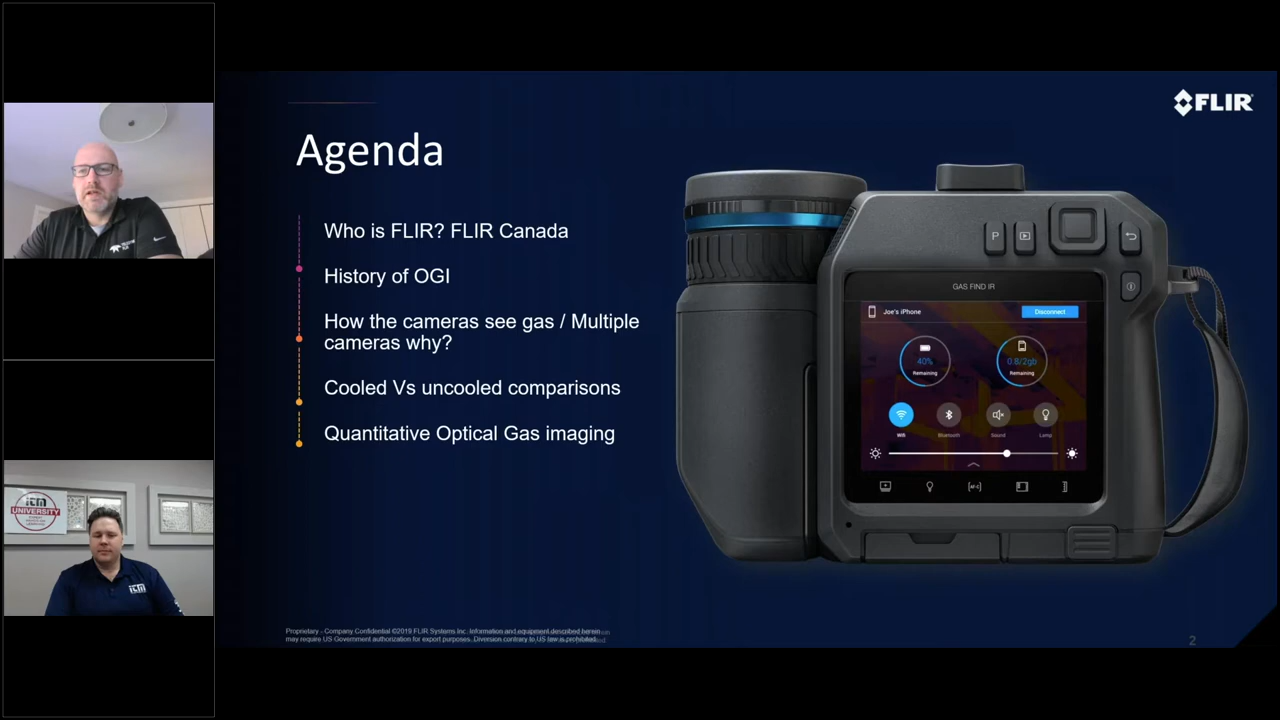 FLIR
Agenda
Who is FLIR? FLIR Canada
History of OGI
How the cameras see gas / Multiple
cameras why?
Cooled Vs uncooled comparisons
Quantitative Optical Gas imaging
P
GAS FIND IR
Joe's iPhone
Disconnect
40%
Remaining
0.8/2gb
Remaining
Wifi
Bluetooth
Sound
Lamp
itm
UNIVERSITY
itm
Proprietary - Company Confidential ©2019 FLIR Systems Inc. Information and equipment described herein
may require US Government authorization for export purposes. Diversion contrary to US law is prohibited.
2